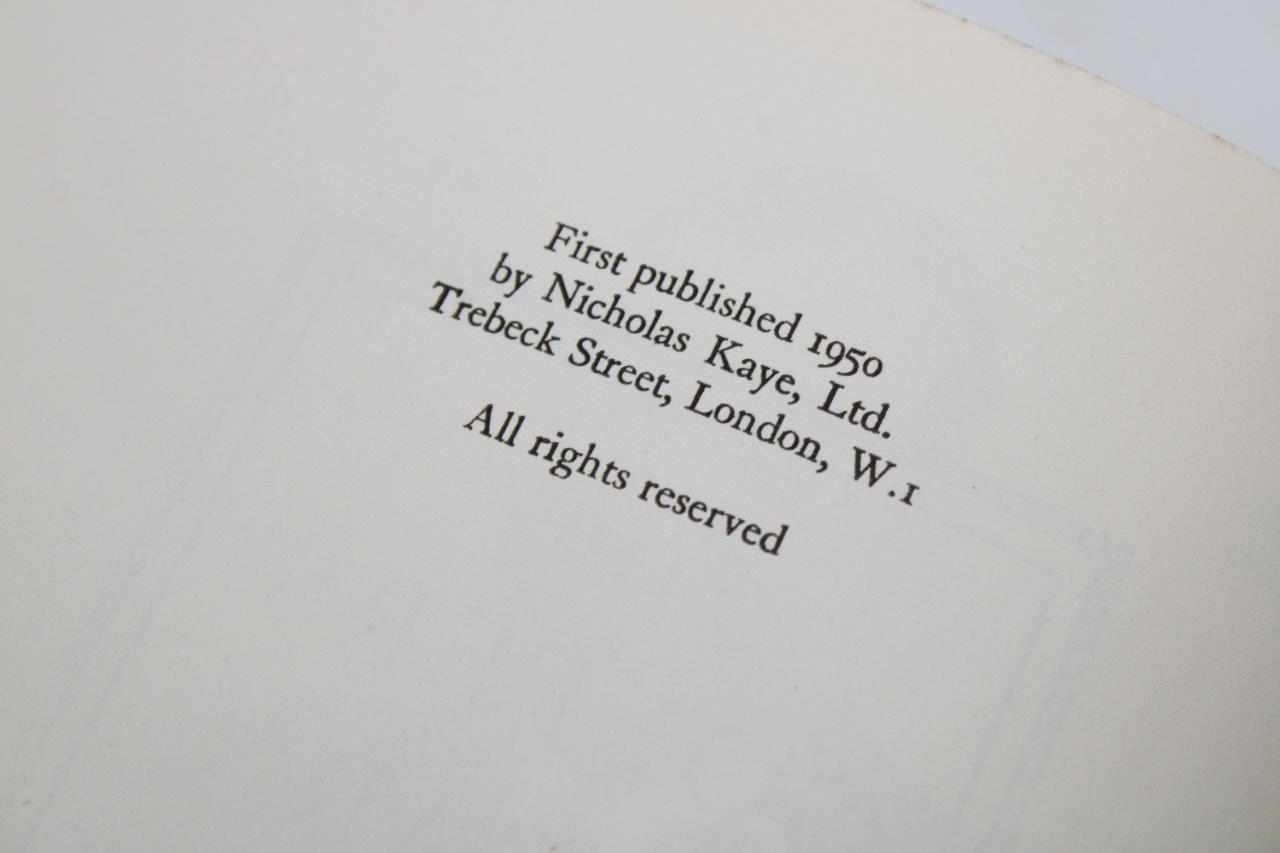 First published 1950
by Nicholas Kaye, Ltd.
Trebeck Street, London, W.1
All rights reserved